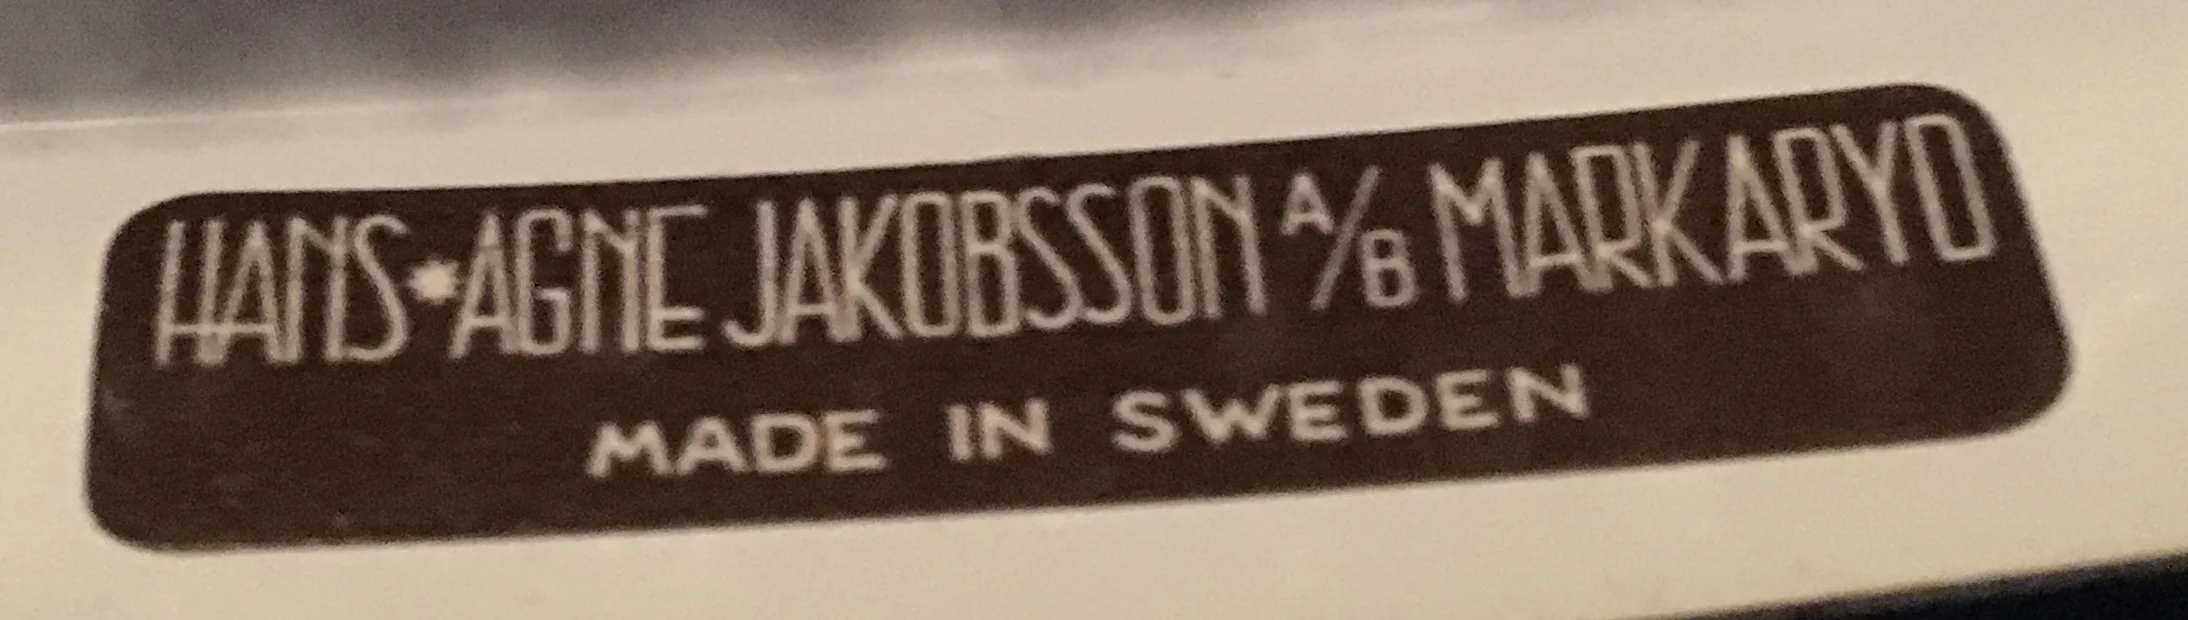 HANS*AGNE JAKOBSSON A/B MARKARYD
MADE IN SWEDEN